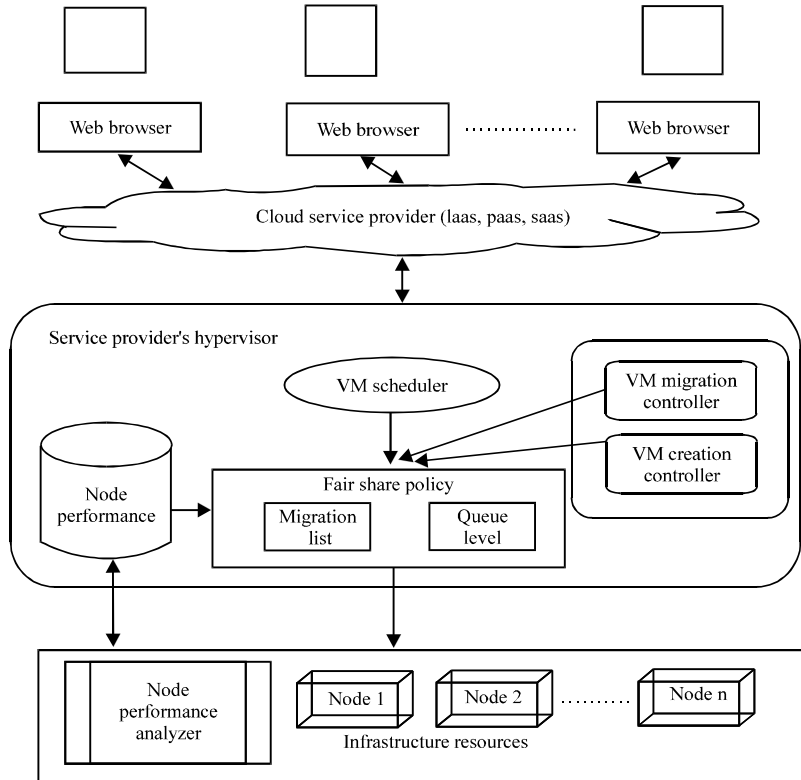 Web browser
Web browser
Web browser
Cloud service provider (laas, paas, saas)
Service provider's hypervisor
VM scheduler
VM migration
controller
VM creation
controller
Node
performance
Fair share policy
Migration
list
Queue
level
Node
performance
analyzer
Node 1
Node 2
Node n
Infrastructure resources